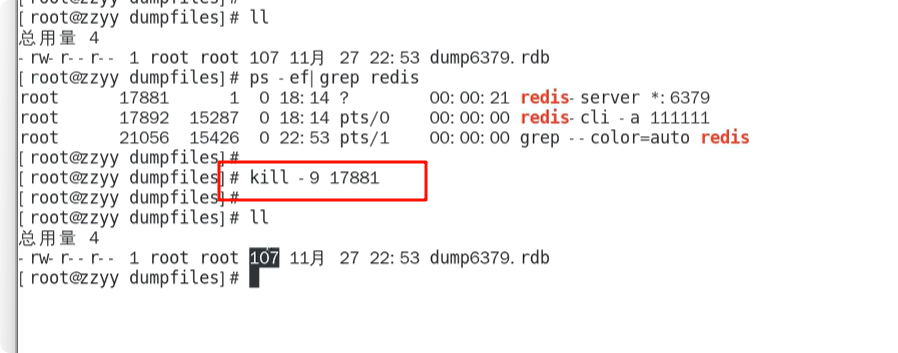 [root@zzyy dumpfiles]# ll
总用量 4
-rw-r--r-- 1 root root 107 11月 27 22:53 dump6379.rdb
[root@zzyy dumpfiles]# ps -ef|grep redis
root 17881 1 0 18:14 ? 00:00:21 redis-server *:6379
root 17892 15287 0 18:14 pts/0 00:00:00 redis-cli -a 111111
root 21056 15426 0 22:53 pts/1 00:00:00 grep --color=auto redis
[root@zzyy dumpfiles]#
[root@zzyy dumpfiles]# kill -9 17881
[root@zzyy dumpfiles]#
[root@zzyy dumpfiles]# ll
总用量 4
-rw-r--r-- 1 root root 107 11月 27 22:53 dump6379.rdb
[root@zzyy dumpfiles]#